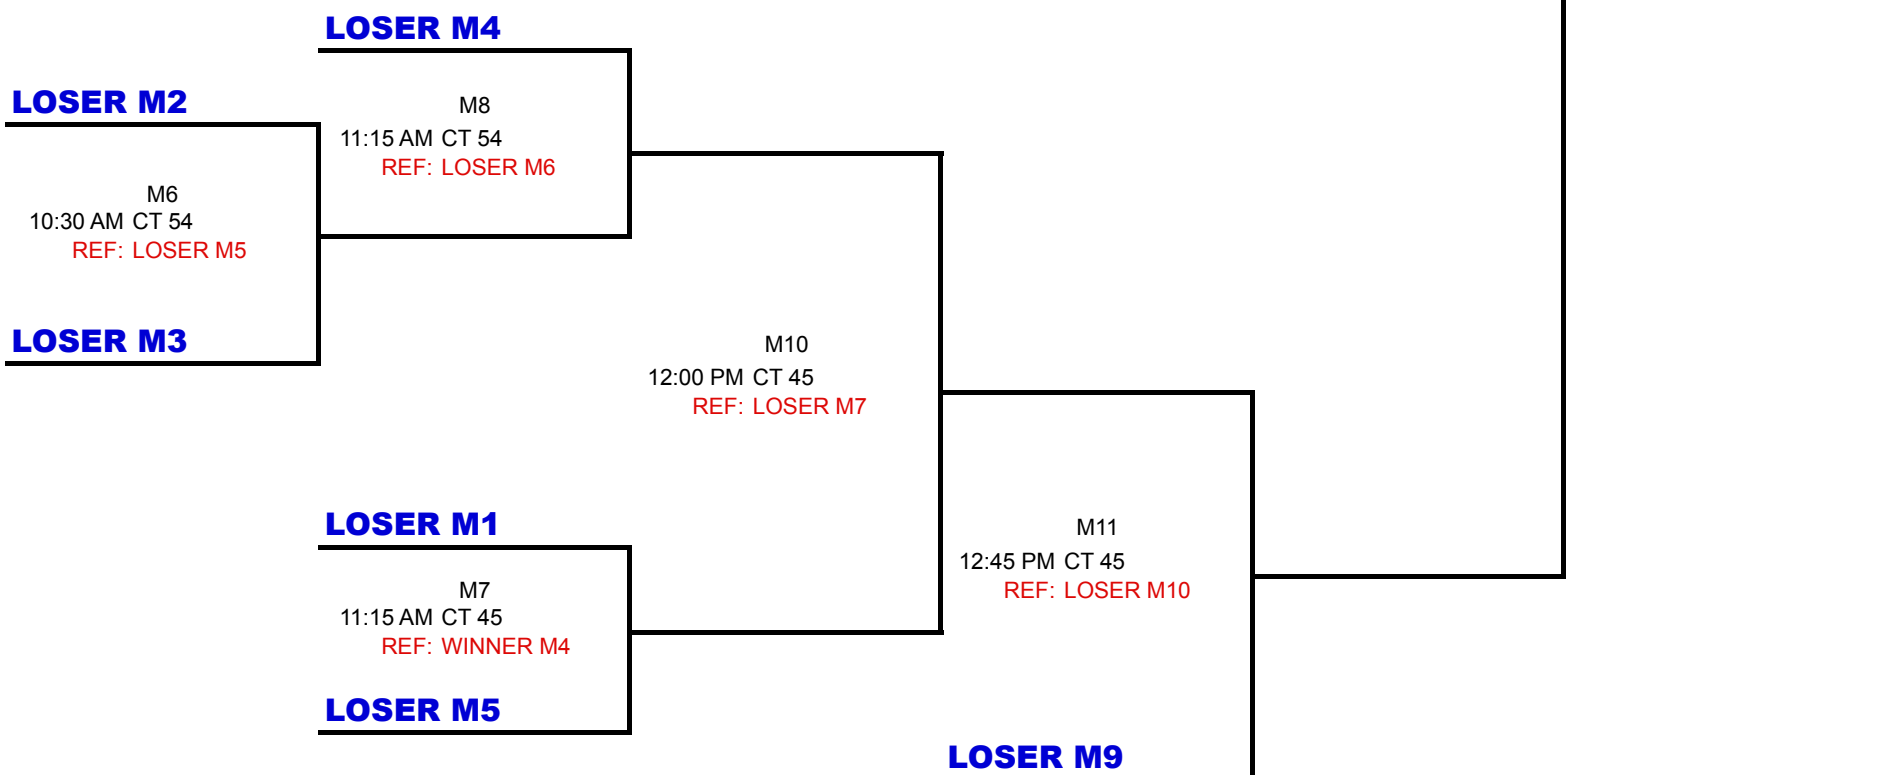 LOSER M4
LOSER M2
M8
11:15 AM CT 54
REF: LOSER M6
M6
10:30 AM CT 54
REF: LOSER M5
LOSER M3
M10
12:00 PM CT 45
REF: LOSER M7
LOSER M1
M11
12:45 PM CT 45
REF: LOSER M10
M7
11:15 AM CT 45
REF: WINNER M4
LOSER M5
LOSER M9